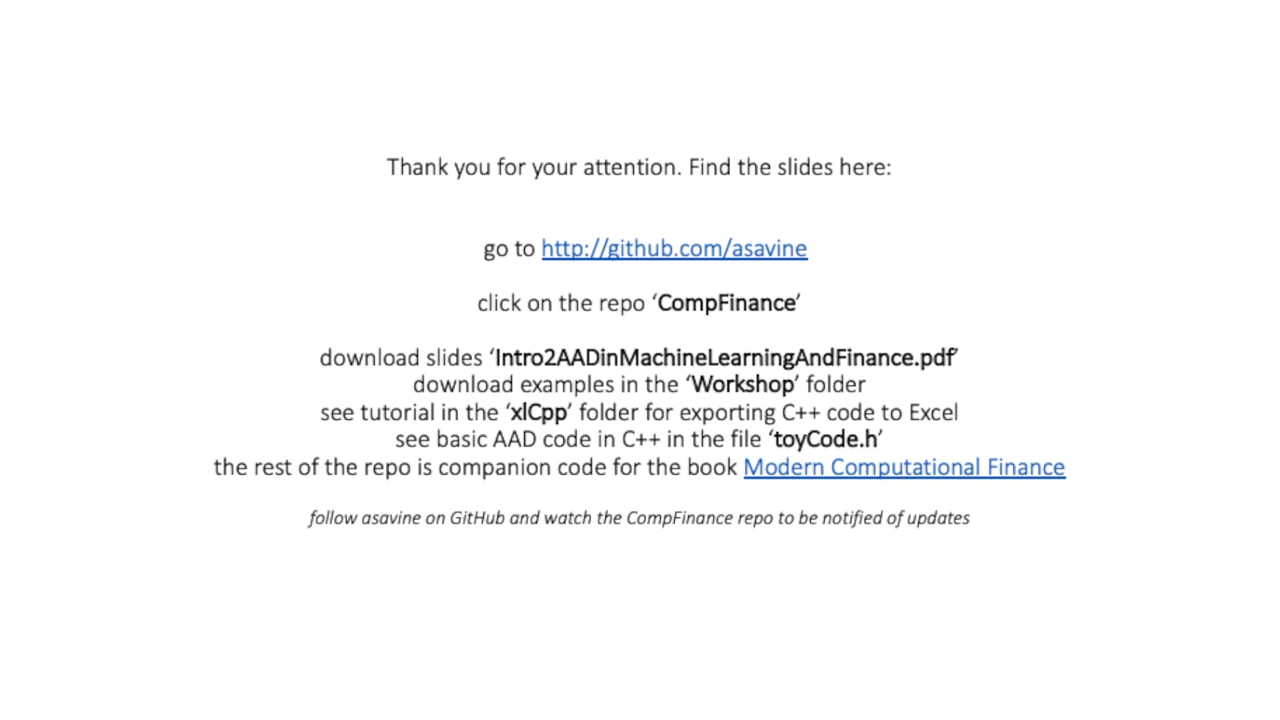 Thank you for your attention. Find the slides here:
go to http://github.com/asavine
click on the repo ‘CompFinance’
download slides ‘Intro2AADinMachineLearningAndFinance.pdf’
download examples in the ‘Workshop’ folder
see tutorial in the ‘xlCpp’ folder for exporting C++ code to Excel
see basic AAD code in C++ in the file ‘toyCode.h’
the rest of the repo is companion code for the book Modern Computational Finance
follow asavine on GitHub and watch the CompFinance repo to be notified of updates